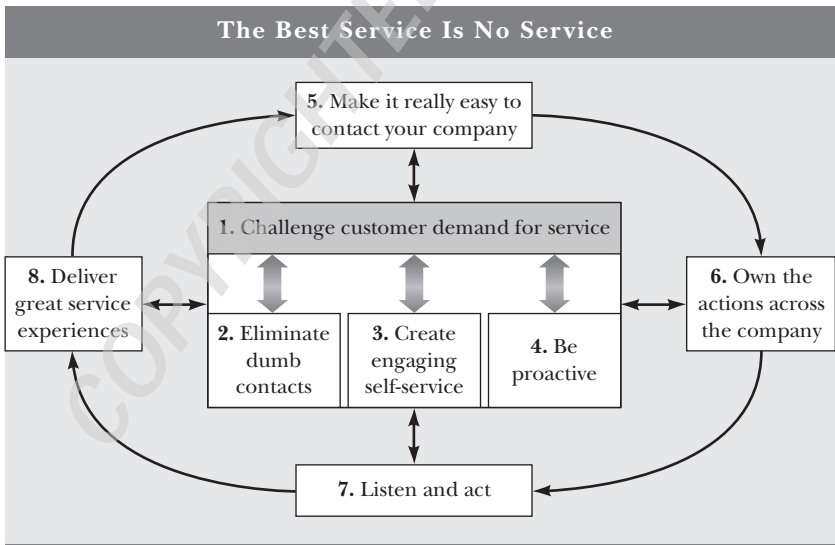 The Best Service Is No Service
5. Make it really easy to
contact your company
1. Challenge customer demand for service
8. Deliver
great service
experiences
6. Own the
actions across
the company
2. Eliminate
dumb
contacts
3. Create
engaging
self-service
4. Be
proactive
7. Listen and act